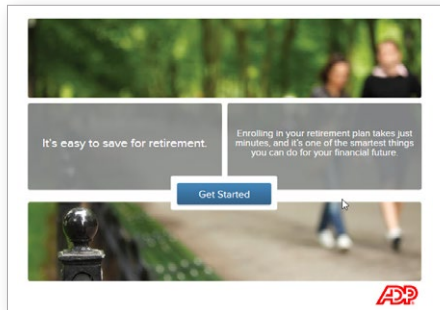 It's easy to save for retirement.
Enrolling in your retirement plan takes just
minutes, and it's one of the smartest things
you can do for your financial future.
Get Started
ADP